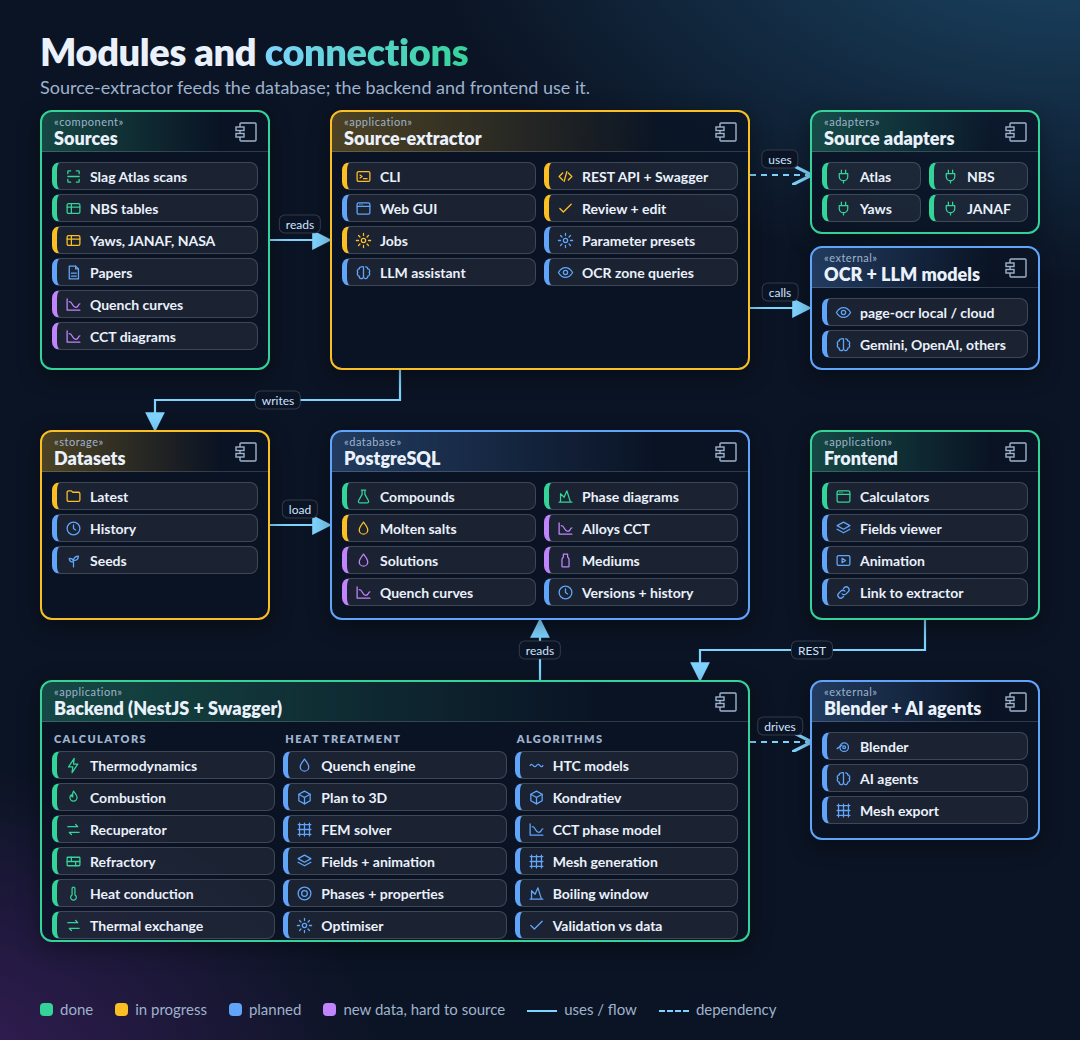 Modules and connections
Source-extractor feeds the database; the backend and frontend use it.
«component»
Sources
Slag Atlas scans
NBS tables
Yaws, JANAF, NASA
Papers
Quench curves
CCT diagrams
reads
«application»
Source-extractor
CLI
REST API + Swagger
Web GUI
Review + edit
Jobs
Parameter presets
LLM assistant
OCR zone queries
uses
calls
«adapters»
Source adapters
Atlas
NBS
Yaws
JANAF
«external»
OCR + LLM models
page-ocr local / cloud
Gemini, OpenAI, others
writes
«storage»
Datasets
Latest
History
Seeds
load
«database»
PostgreSQL
Compounds
Phase diagrams
Molten salts
Alloys CCT
Solutions
Mediums
Quench curves
Versions + history
«application»
Frontend
Calculators
Fields viewer
Animation
Link to extractor
reads
REST
«application»
Backend (NestJS + Swagger)
CALCULATORS
Thermodynamics
Combustion
Recuperator
Refractory
Heat conduction
Thermal exchange
HEAT TREATMENT
Quench engine
Plan to 3D
FEM solver
Fields + animation
Phases + properties
Optimiser
ALGORITHMS
HTC models
Kondratiev
CCT phase model
Mesh generation
Boiling window
Validation vs data
drives
«external»
Blender + AI agents
Blender
AI agents
Mesh export
done
in progress
planned
new data, hard to source
uses / flow
dependency